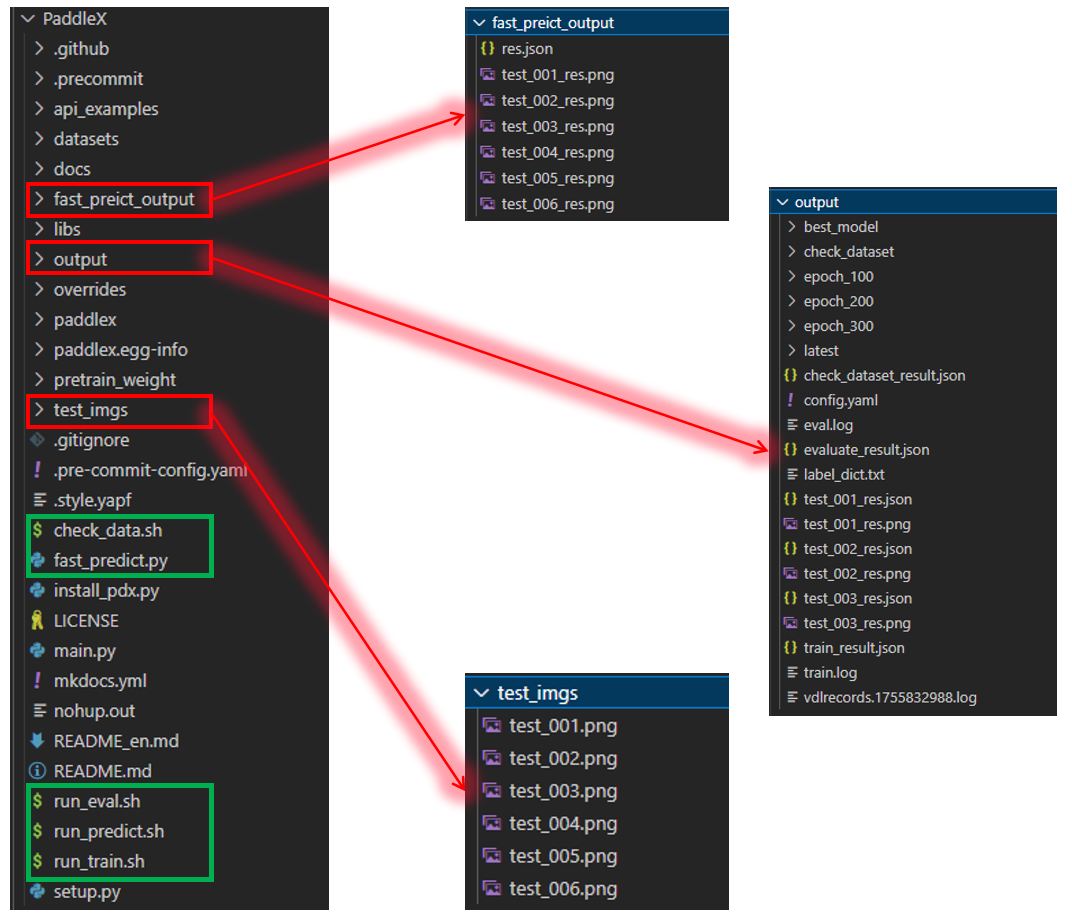 PaddleX
.github
.precommit
api_examples
datasets
docs
fast_preict_output
libs
output
overrides
paddlex
paddlex.egg-info
pretrain_weight
test_imgs
.gitignore
.pre-commit-config.yaml
.style.yapf
check_data.sh
fast_predict.py
install_pdx.py
LICENSE
main.py
mkdocs.yml
nohup.out
README_en.md
README.md
run_eval.sh
run_predict.sh
run_train.sh
setup.py
fast_preict_output
res.json
test_001_res.png
test_002_res.png
test_003_res.png
test_004_res.png
test_005_res.png
test_006_res.png
output
best_model
check_dataset
epoch_100
epoch_200
epoch_300
latest
check_dataset_result.json
config.yaml
eval.log
evaluate_result.json
label_dict.txt
test_001_res.json
test_001_res.png
test_002_res.json
test_002_res.png
test_003_res.json
test_003_res.png
train_result.json
train.log
vdlrecords.1755832988.log
test_imgs
test_001.png
test_002.png
test_003.png
test_004.png
test_005.png
test_006.png